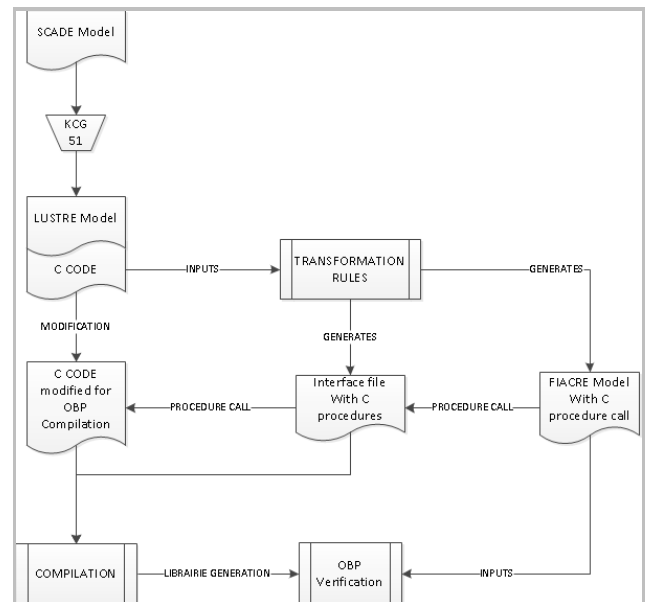 SCADE Model
KCG
51
LUSTRE Model
C CODE
INPUTS
TRANSFORMATION
RULES
GENERATES
MODIFICATION
GENERATES
C CODE
modified for
OBP
Compilation
PROCEDURE CALL
Interface file
With C
procedures
PROCEDURE CALL
FIACRE Model
With C
procedure call
COMPILATION
LIBRAIRIE GENERATION
OBP
Verification
INPUTS